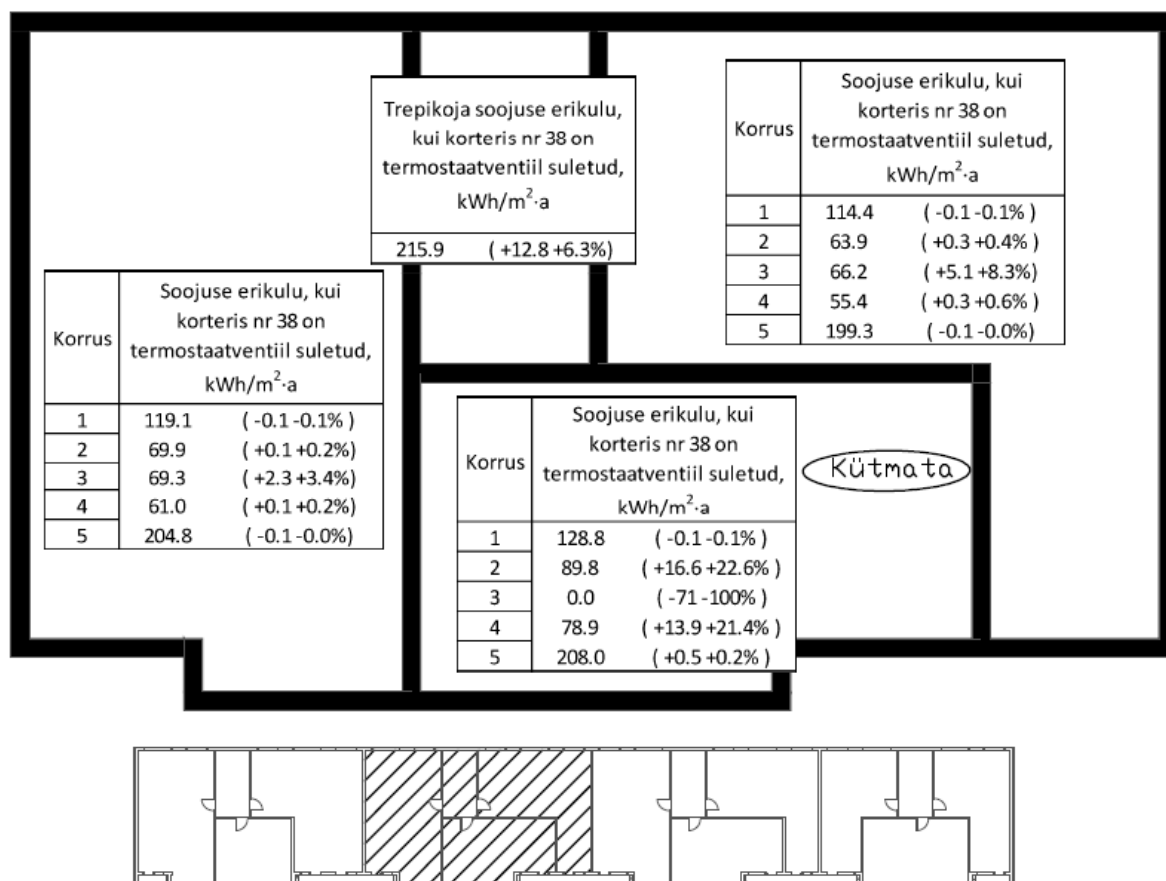 Trepikoja soojuse erikulu,
kui korteris nr 38 on
termostaatventiil suletud,
kWh/m²·a
215.9 ( +12.8 +6.3%)
Korrus
Soojuse erikulu, kui
korteris nr 38 on
termostaatventiil suletud,
kWh/m²·a
1 114.4 ( -0.1 -0.1% )
2 63.9 ( +0.3 +0.4% )
3 66.2 ( +5.1 +8.3%)
4 55.4 ( +0.3 +0.6% )
5 199.3 ( -0.1 -0.0%)
Korrus
Soojuse erikulu, kui
korteris nr 38 on
termostaatventiil suletud,
kWh/m²·a
1 119.1 ( -0.1 -0.1% )
2 69.9 ( +0.1 +0.2%)
3 69.3 ( +2.3 +3.4%)
4 61.0 ( +0.1 +0.2%)
5 204.8 ( -0.1 -0.0%)
Korrus
Soojuse erikulu, kui
korteris nr 38 on
termostaatventiil suletud,
kWh/m²·a
1 128.8 ( -0.1 -0.1% )
2 89.8 ( +16.6 +22.6% )
3 0.0 ( -71 -100% )
4 78.9 ( +13.9 +21.4% )
5 208.0 ( +0.5 +0.2% )
Kütmata